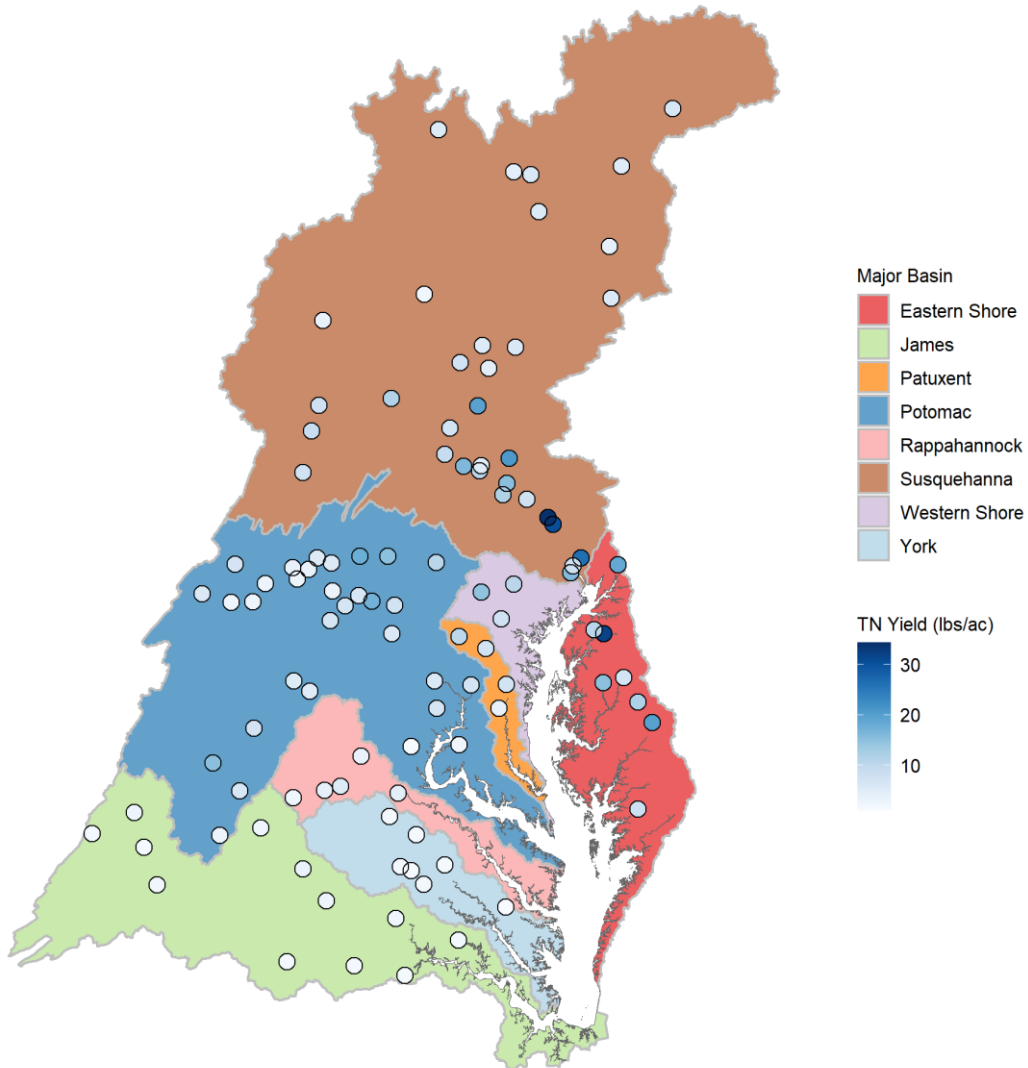 Major Basin
Eastern Shore
James
Patuxent
Potomac
Rappahannock
Susquehanna
Western Shore
York
TN Yield (lbs/ac)
30
20
10